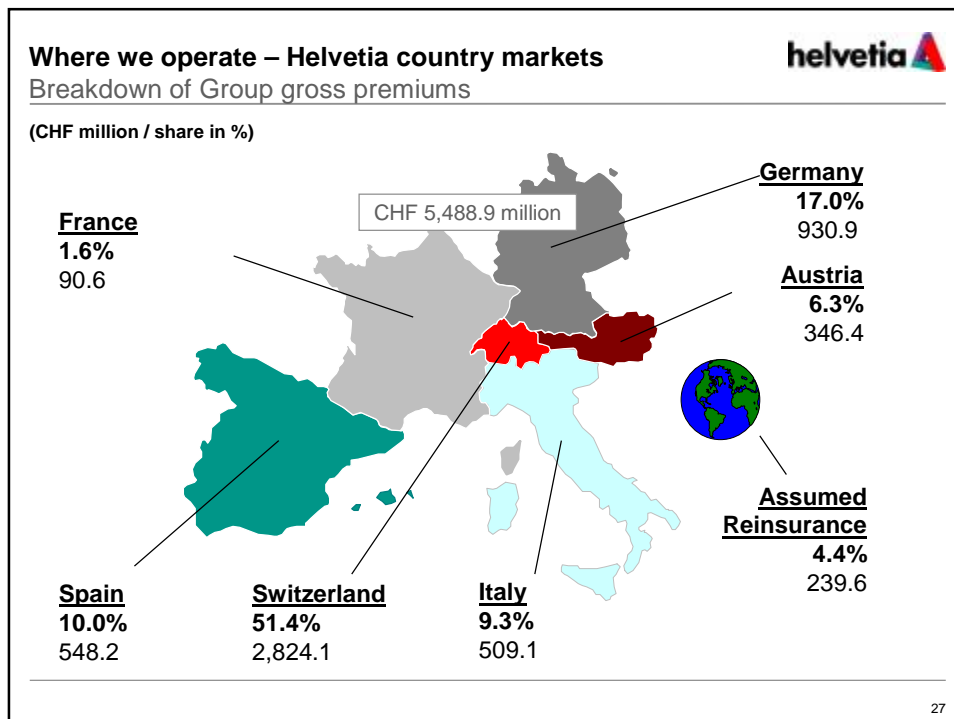 Where we operate – Helvetia country markets
Breakdown of Group gross premiums
helvetia
(CHF million / share in %)
CHF 5,488.9 million
France
1.6%
90.6
Germany
17.0%
930.9
Austria
6.3%
346.4
Assumed
Reinsurance
4.4%
239.6
Spain
10.0%
548.2
Switzerland
51.4%
2,824.1
Italy
9.3%
509.1
27